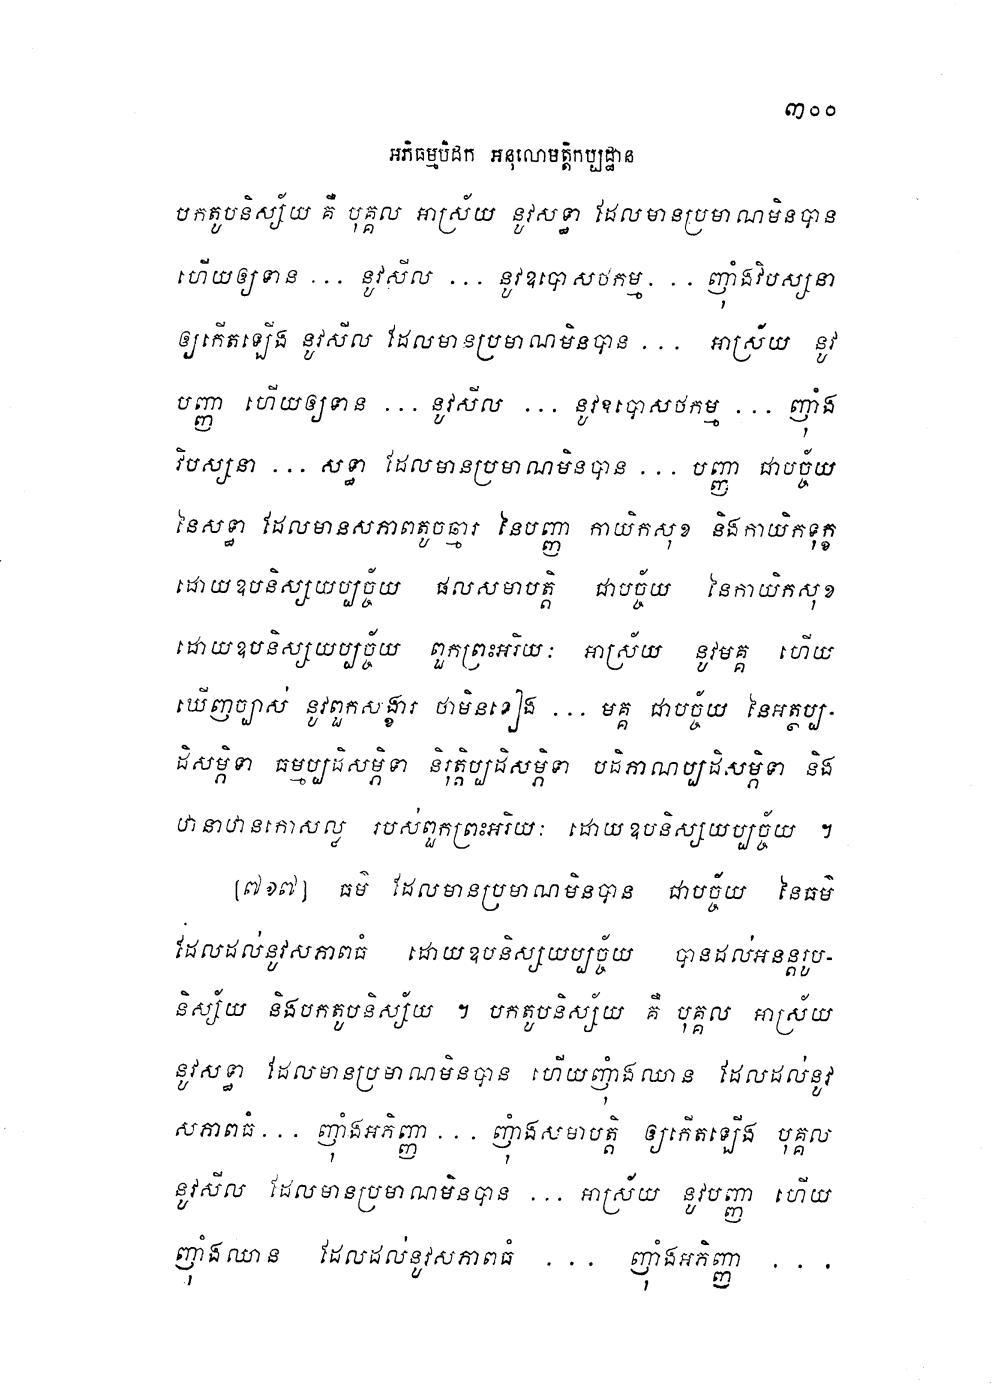 ៣០០
អភិធម្មបិដក អនុលោមត្តិកប្បដ្ឋាន
បកតូបនិស្ស័យ គឺ បុគ្គល អាស្រ័យ នូវសទ្ធា ដែលមានប្រមាណមិនបាន
ហើយឲ្យទាន ... នូវសីល ... នូវឧបោសថកម្ម. .. ញ៉ាំងវិបស្សនា
ឲ្យកើតឡើង នូវសីល ដែលមានប្រមាណមិនបាន ... អាស្រ័យ នូវ
បញ្ញា ហើយឲ្យទាន ... នូវសីល ... នូវឧបោសថកម្ម ... ញ៉ាំង
វិបស្សនា ... សទ្ធា ដែលមានប្រមាណមិនបាន ... បញ្ញា ជាបច្ច័យ
នៃសទ្ធា ដែលមានសភាពតូចឆ្មារ នៃបញ្ញា កាយិកសុខ និងកាយិកទុក្ខ
ដោយឧបនិស្សយប្បច្ច័យ ផលសមាបត្តិ ជាបច្ច័យ នៃកាយិកសុខ
ដោយឧបនិស្សយប្បច្ច័យ ពួកព្រះអរិយៈ អាស្រ័យ នូវមគ្គ ហើយ
ឃើញច្បាស់ នូវពួកសង្ខារ ថាមិនទៀង ... មគ្គ ជាបច្ច័យ នៃអត្ថប្ប-
ដិសម្ភិទា ធម្មប្បដិសម្ភិទា និរុត្តិប្បដិសម្ភិទា បដិភាណប្បដិសម្ភិទា និង
ឋានាឋានកោសល្ល របស់ពួកព្រះអរិយៈ ដោយឧបនិស្សយប្បច្ច័យ ។
[៧១៧] ធម៌ ដែលមានប្រមាណមិនបាន ជាបច្ច័យ នៃធម៌
ដែលដល់នូវសភាពធំ ដោយឧបនិស្សយប្បច្ច័យ បានដល់អនន្តរូប-
និស្ស័យ និងបកតូបនិស្ស័យ ។ បកតូបនិស្ស័យ គឺ បុគ្គល អាស្រ័យ
នូវសទ្ធា ដែលមានប្រមាណមិនបាន ហើយញ៉ាំងឈាន ដែលដល់នូវ
សភាពធំ... ញ៉ាំងអភិញ្ញា ... ញ៉ាំងសមាបត្តិ ឲ្យកើតឡើង បុគ្គល
នូវសីល ដែលមានប្រមាណមិនបាន ... អាស្រ័យ នូវបញ្ញា ហើយ
ញ៉ាំងឈាន ដែលដល់នូវសភាពធំ ... ញ៉ាំងអភិញ្ញា ...